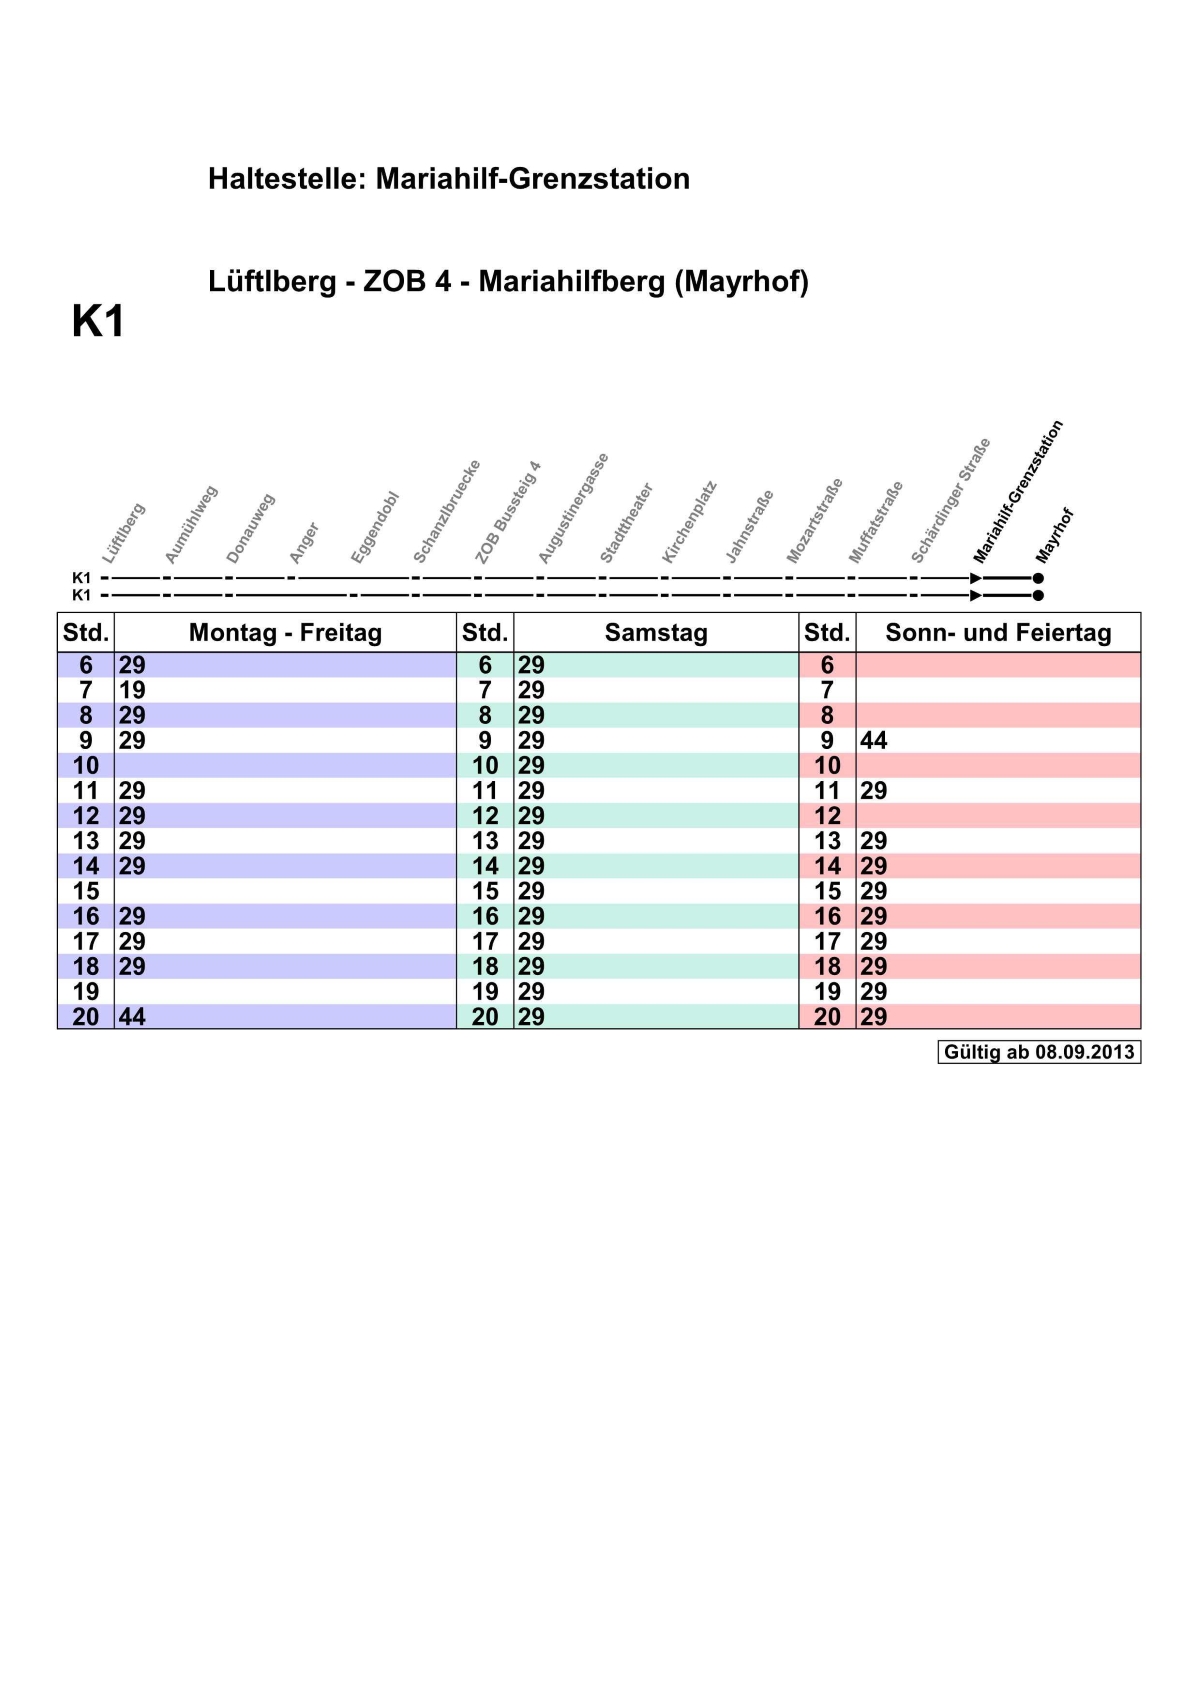 Haltestelle: Mariahilf-Grenzstation
Lüftlberg - ZOB 4 - Mariahilfberg (Mayrhof)
K1
Lüftlberg
Aumühlweg
Donauweg
Anger
Eggendobl
Schanzlbruecke
ZOB Bussteig 4
Augustinergasse
Stadttheater
Kirchenplatz
Jahnstraße
Mozartstraße
Muffatstraße
Schärdinger Straße
Mariahilf-Grenzstation
Mayrhof
K1
K1
Std. Montag - Freitag Std. Samstag Std. Sonn- und Feiertag
6 29 6 29 6
7 19 7 29 7
8 29 8 29 8
9 29 9 29 9 44
10 10 29 10
11 29 11 29 11 29
12 29 12 29 12
13 29 13 29 13 29
14 29 14 29 14 29
15 15 29 15 29
16 29 16 29 16 29
17 29 17 29 17 29
18 29 18 29 18 29
19 19 29 19 29
20 44 20 29 20 29
Gültig ab 08.09.2013